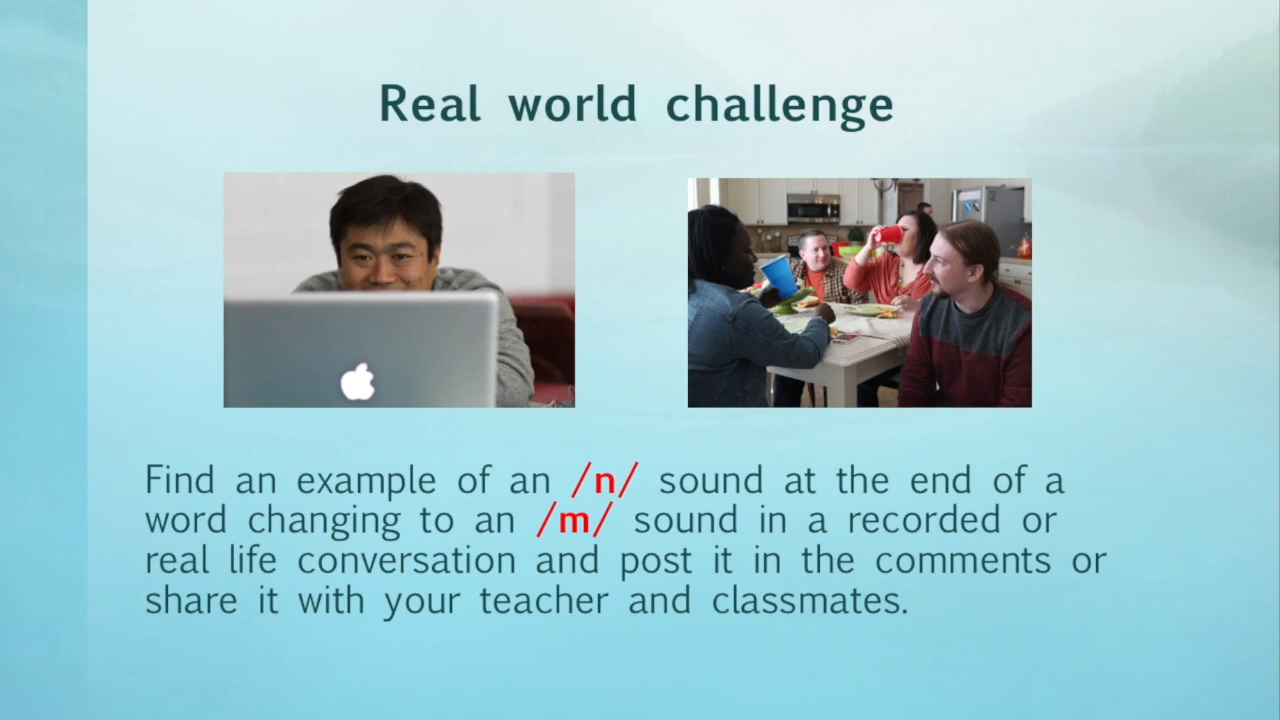 Real world challenge
Find an example of an /n/ sound at the end of a
word changing to an /m/ sound in a recorded or
real life conversation and post it in the comments or
share it with your teacher and classmates.